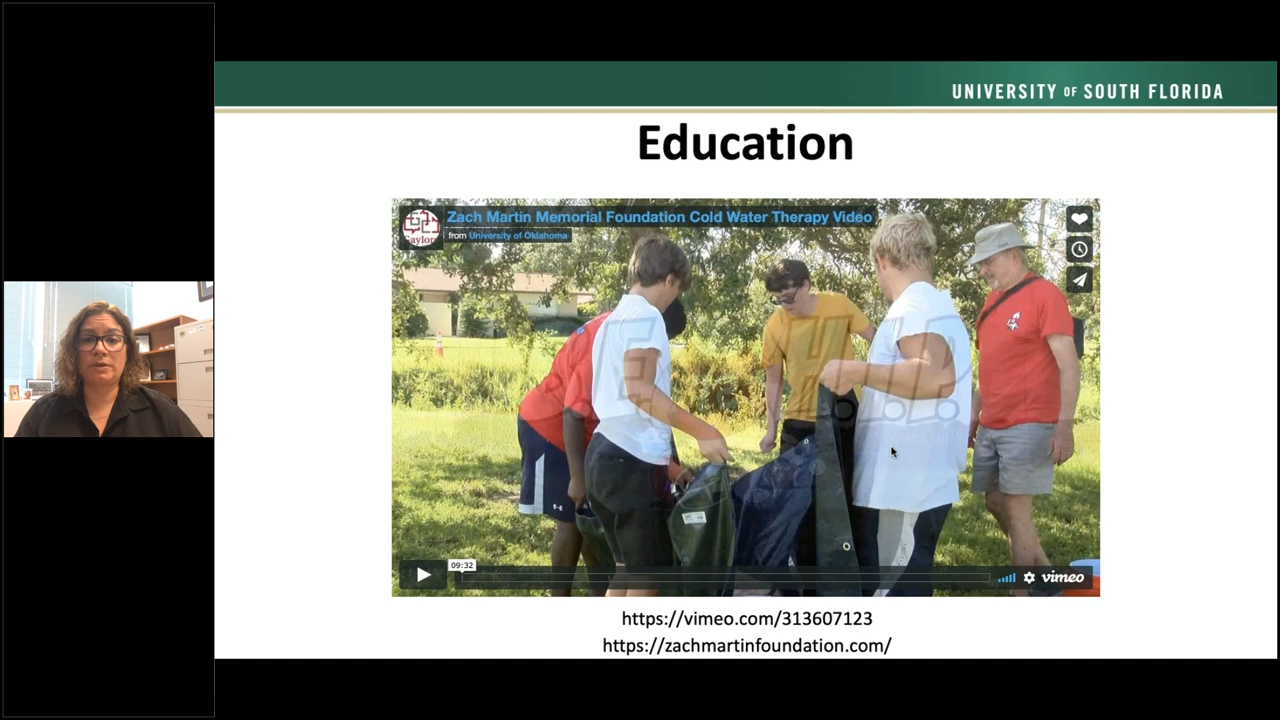 UNIVERSITY OF SOUTH FLORIDA
Education
Zach Martin Memorial Foundation Cold Water Therapy Video
from University of Oklahoma
09:32
vimeo
https://vimeo.com/313607123
https://zachmartinfoundation.com/